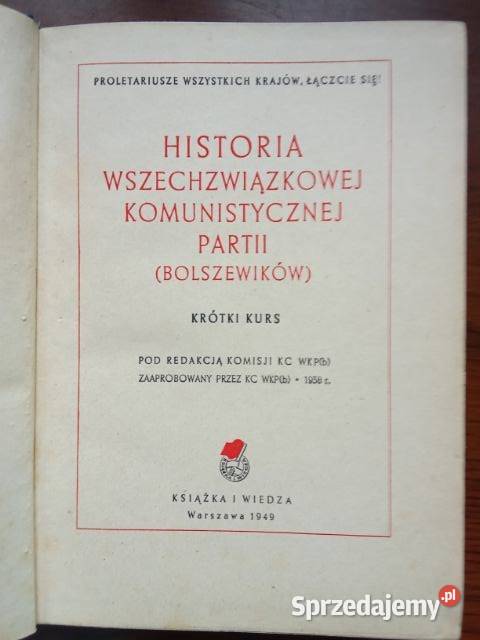 PROLETARIUSZE WSZYSTKICH KRAJÓW, ŁĄCZCIE SIĘ!
HISTORIA
WSZECHZWIĄZKOWEJ
KOMUNISTYCZNEJ
PARTII
(BOLSZEWIKÓW)
KRÓTKI KURS
POD REDAKCJĄ KOMISJI KC WKP(b)
ZAAPROBOWANY PRZEZ KC WKP(b) • 1938 r.
KSIĄŻKA I WIEDZA
Warszawa 1949
Sprzedajemy.pl